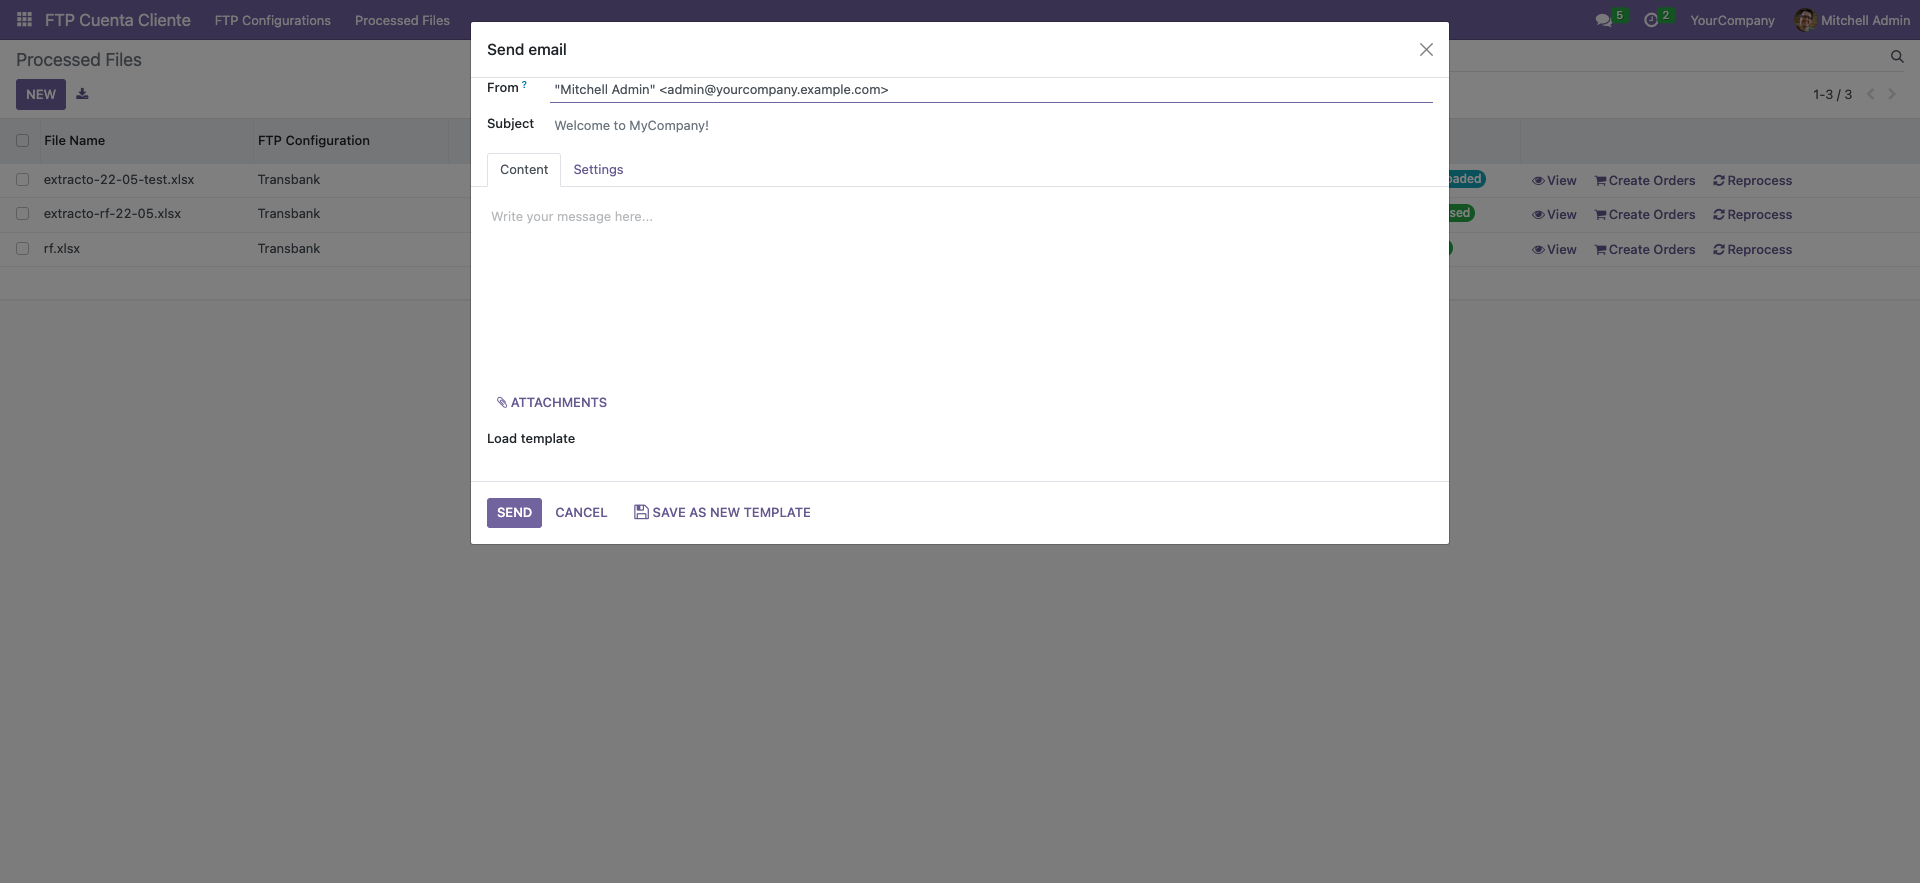 FTP Cuenta Cliente FTP Configurations Processed Files 5 2 YourCompany Mitchell Admin
Processed Files
NEW
1-3 / 3
File Name FTP Configuration
extracto-22-05-test.xlsx Transbank View Create Orders Reprocess
extracto-rf-22-05.xlsx Transbank View Create Orders Reprocess
rf.xlsx Transbank View Create Orders Reprocess
Send email
From ? "Mitchell Admin" <admin@yourcompany.example.com>
Subject Welcome to MyCompany!
Content Settings
Write your message here...
ATTACHMENTS
Load template
SEND CANCEL SAVE AS NEW TEMPLATE